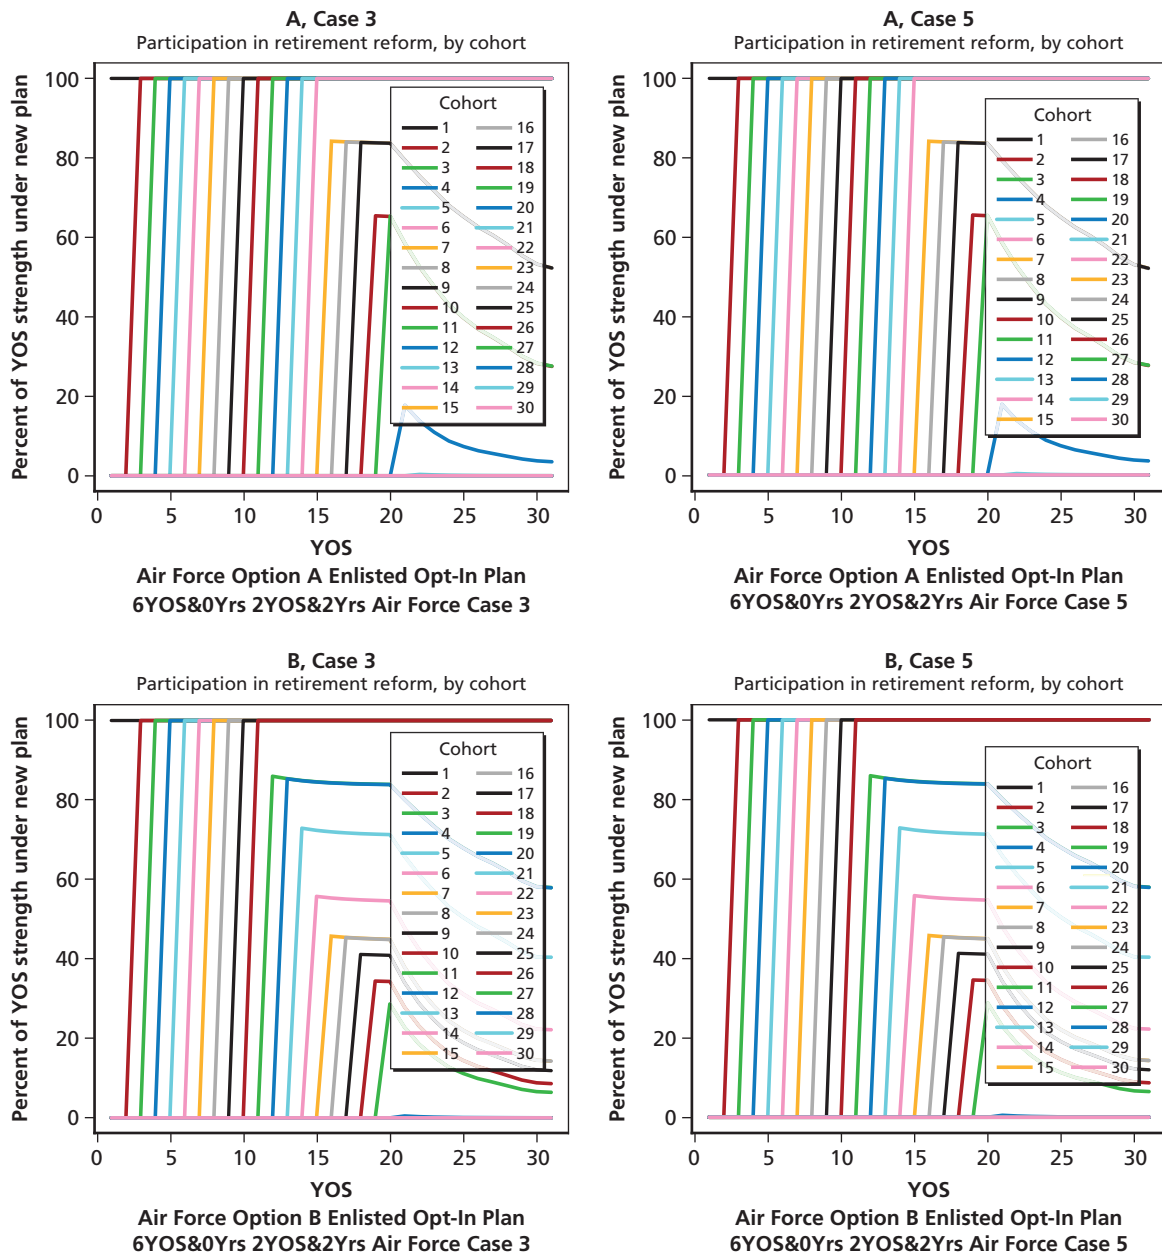 A, Case 3
Participation in retirement reform, by cohort
Percent of YOS strength under new plan
100
80
60
40
20
0
Cohort
1 16
2 17
3 18
4 19
5 20
6 21
7 22
8 23
9 24
10 25
11 26
12 27
13 28
14 29
15 30
0 5 10 15 20 25 30
YOS
Air Force Option A Enlisted Opt-In Plan
6YOS&0Yrs 2YOS&2Yrs Air Force Case 3
A, Case 5
Participation in retirement reform, by cohort
Percent of YOS strength under new plan
100
80
60
40
20
0
Cohort
1 16
2 17
3 18
4 19
5 20
6 21
7 22
8 23
9 24
10 25
11 26
12 27
13 28
14 29
15 30
0 5 10 15 20 25 30
YOS
Air Force Option A Enlisted Opt-In Plan
6YOS&0Yrs 2YOS&2Yrs Air Force Case 5
B, Case 3
Participation in retirement reform, by cohort
Percent of YOS strength under new plan
100
80
60
40
20
0
Cohort
1 16
2 17
3 18
4 19
5 20
6 21
7 22
8 23
9 24
10 25
11 26
12 27
13 28
14 29
15 30
0 5 10 15 20 25 30
YOS
Air Force Option B Enlisted Opt-In Plan
6YOS&0Yrs 2YOS&2Yrs Air Force Case 3
B, Case 5
Participation in retirement reform, by cohort
Percent of YOS strength under new plan
100
80
60
40
20
0
Cohort
1 16
2 17
3 18
4 19
5 20
6 21
7 22
8 23
9 24
10 25
11 26
12 27
13 28
14 29
15 30
0 5 10 15 20 25 30
YOS
Air Force Option B Enlisted Opt-In Plan
6YOS&0Yrs 2YOS&2Yrs Air Force Case 5